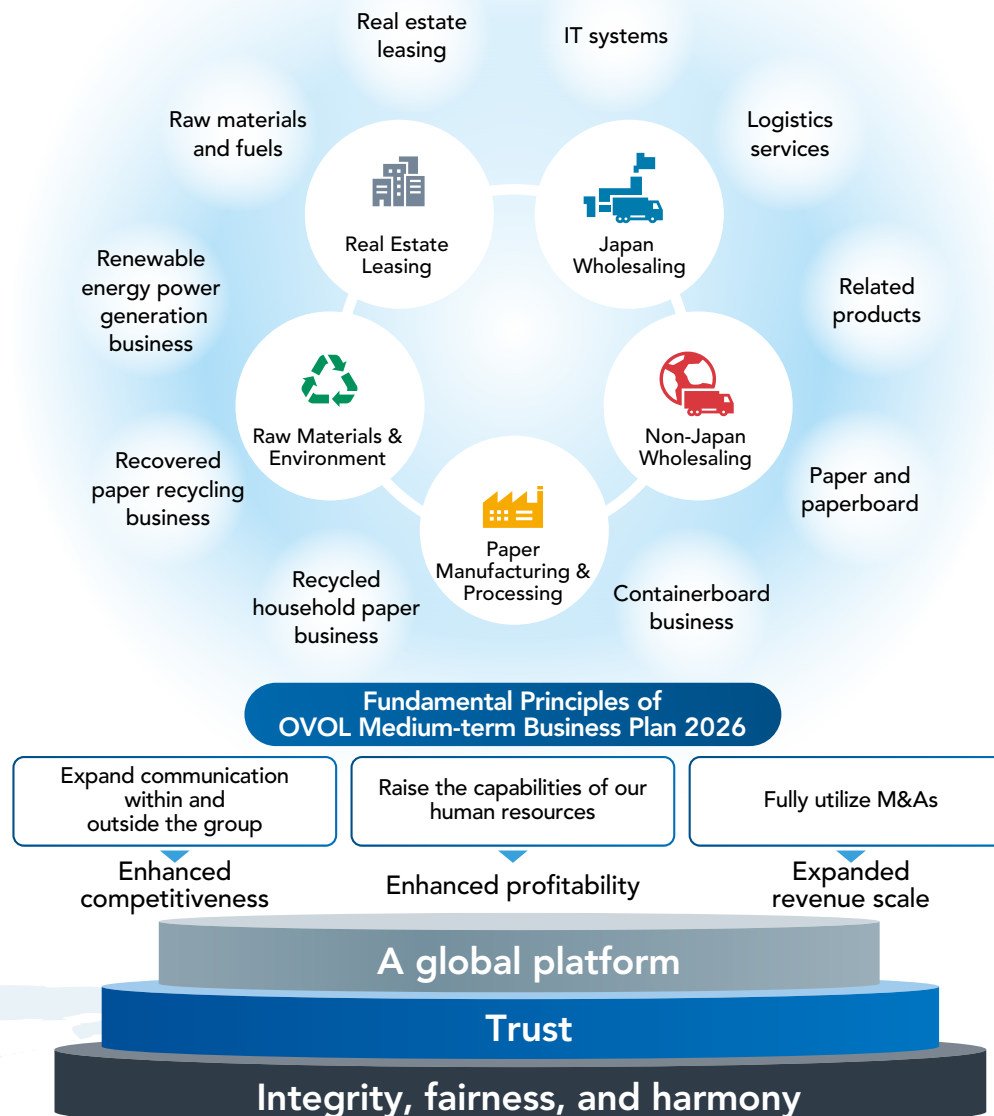 Real estate
leasing
IT systems
Raw materials
and fuels
Logistics
services
Real Estate
Leasing
Japan
Wholesaling
Renewable
energy power
generation
business
Related
products
Raw Materials &
Environment
Non-Japan
Wholesaling
Recovered
paper recycling
business
Paper and
paperboard
Paper
Manufacturing &
Processing
Recycled
household paper
business
Containerboard
business
Fundamental Principles of
OVOL Medium-term Business Plan 2026
Expand communication
within and
outside the group
Raise the capabilities of our
human resources
Fully utilize M&As
Enhanced
competitiveness
Enhanced profitability
Expanded
revenue scale
A global platform
Trust
Integrity, fairness, and harmony